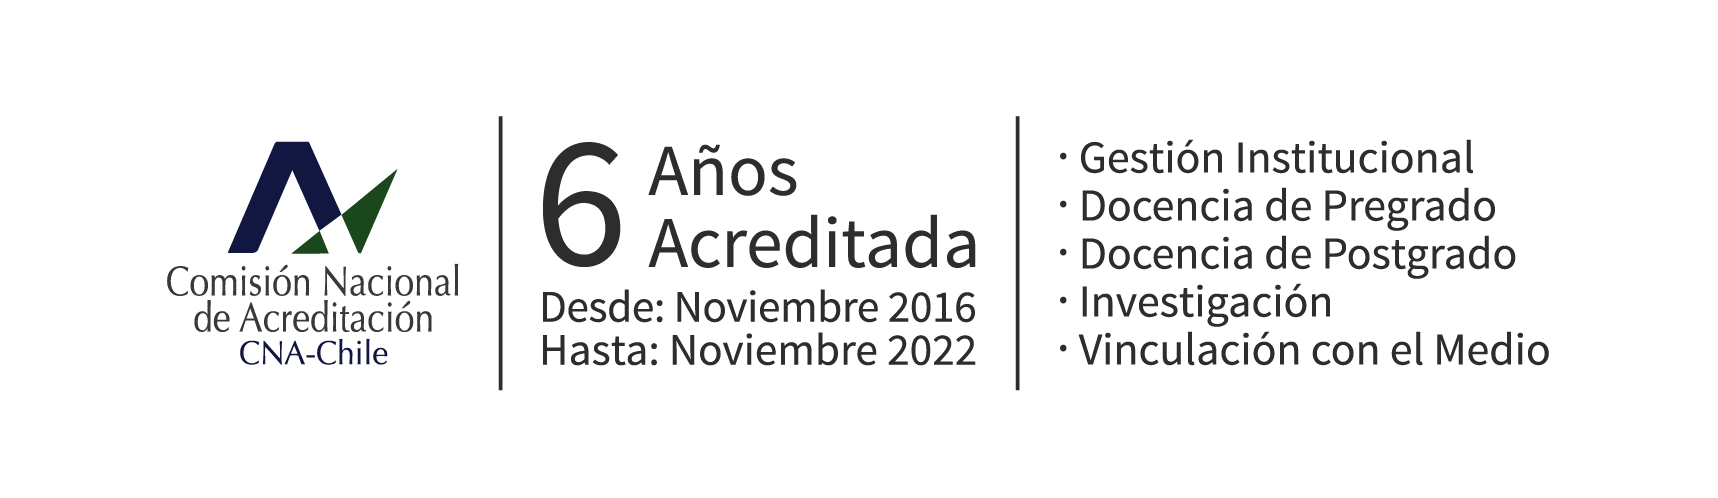 Comisión Nacional
de Acreditación
CNA-Chile
6 Años
Acreditada
Desde: Noviembre 2016
Hasta: Noviembre 2022
· Gestión Institucional
· Docencia de Pregrado
· Docencia de Postgrado
· Investigación
· Vinculación con el Medio